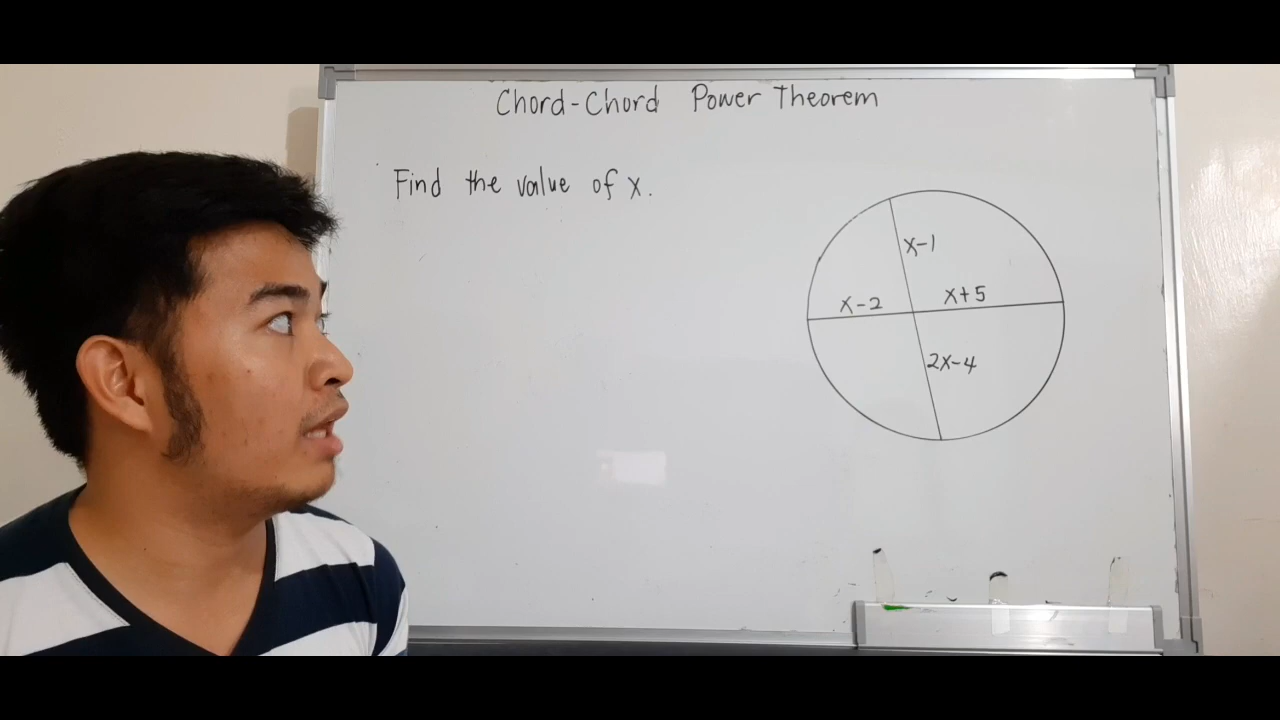 Chord-Chord Power Theorem
Find the value of x.
x-1
x-2
x+5
2x-4